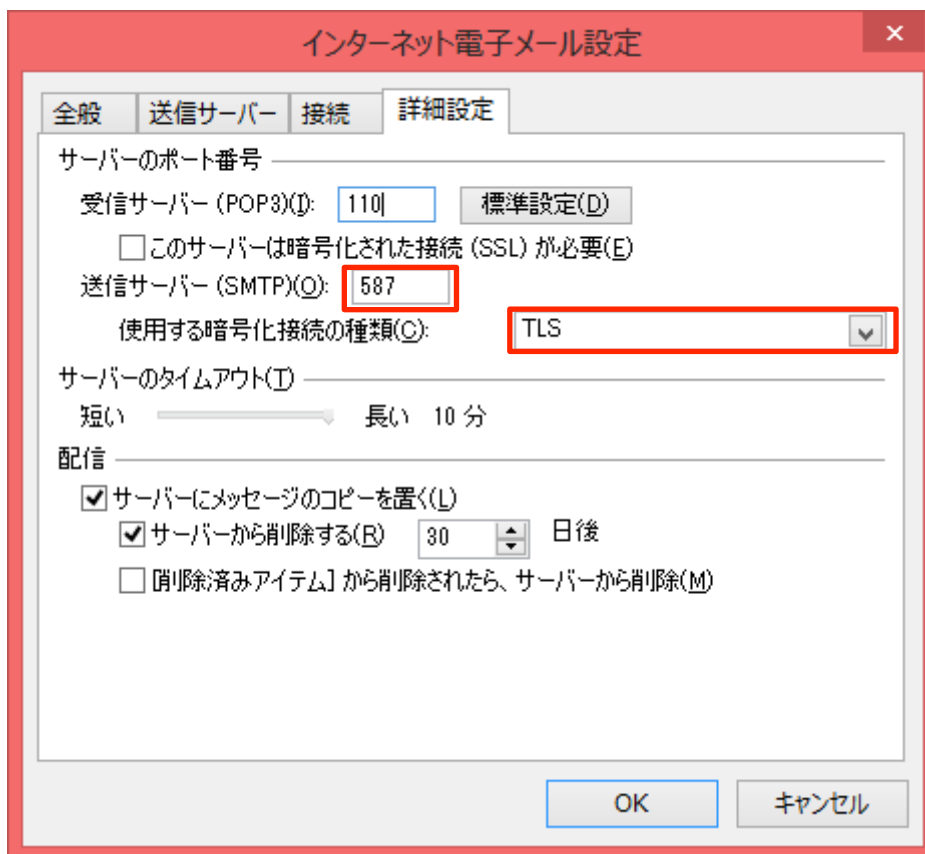 インターネット電子メール設定
全般 送信サーバー 接続 詳細設定
サーバーのポート番号
受信サーバー (POP3)(I): 110 標準設定(D)
このサーバーは暗号化された接続 (SSL) が必要(E)
送信サーバー (SMTP)(O): 587
使用する暗号化接続の種類(C): TLS
サーバーのタイムアウト(T)
短い 長い 10 分
配信
サーバーにメッセージのコピーを置く(L)
サーバーから削除する(R) 30 日後
[削除済みアイテム] から削除されたら、サーバーから削除(M)
OK キャンセル